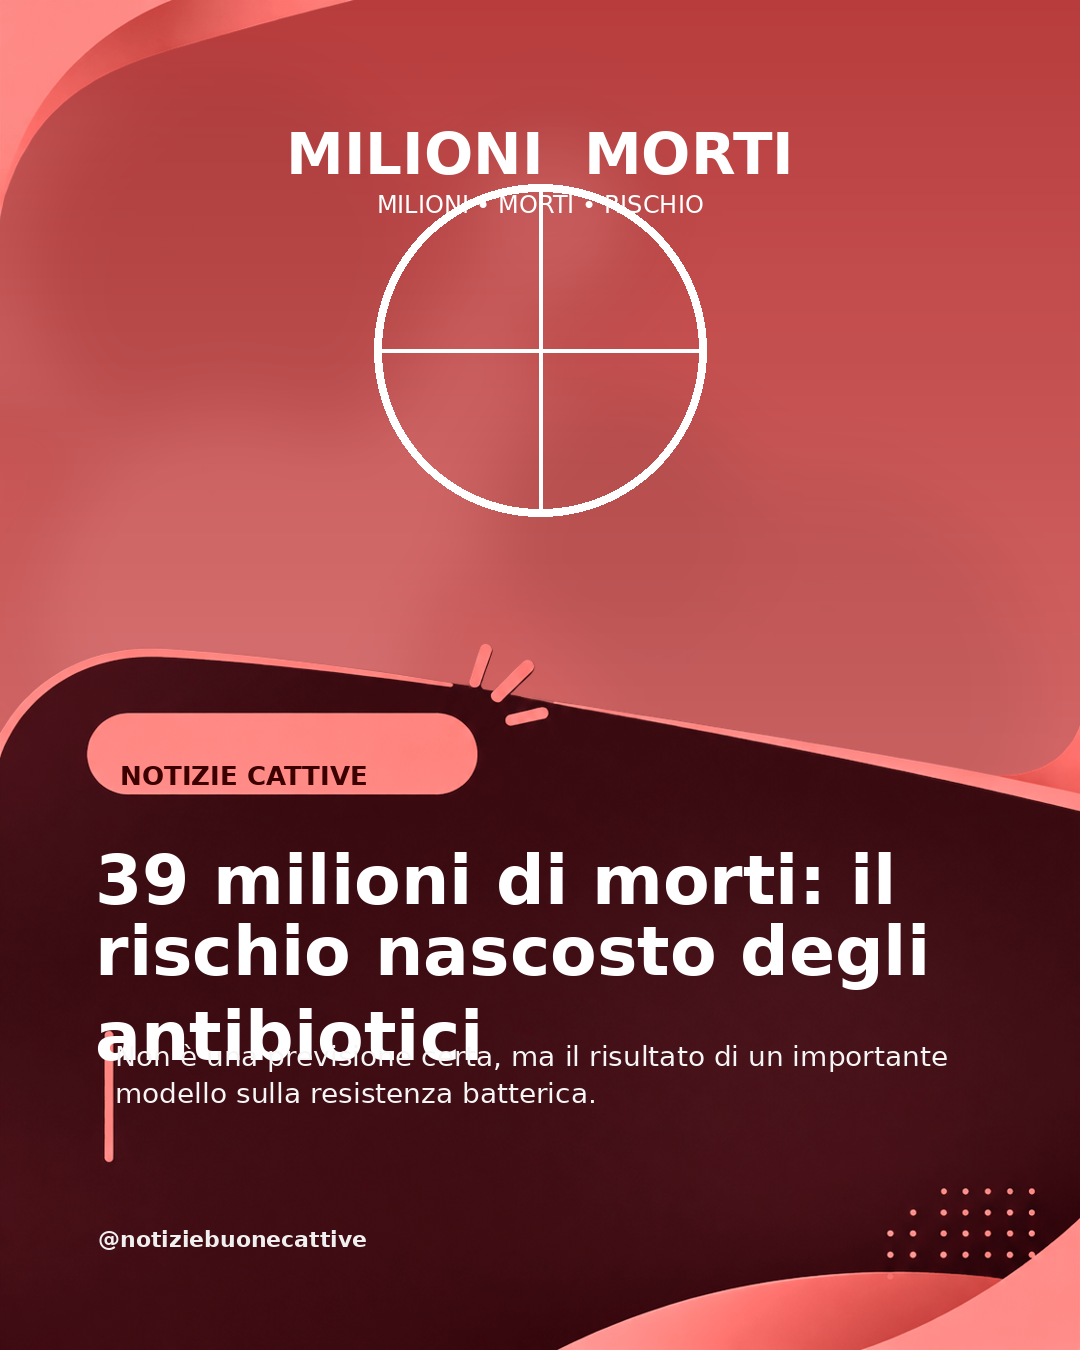 MILIONI MORTI
MILIONI • MORTI • RISCHIO
NOTIZIE CATTIVE
39 milioni di morti: il
rischio nascosto degli
antibiotici
Non è una previsione certa, ma il risultato di un importante
modello sulla resistenza batterica.
@notiziebuonecattive